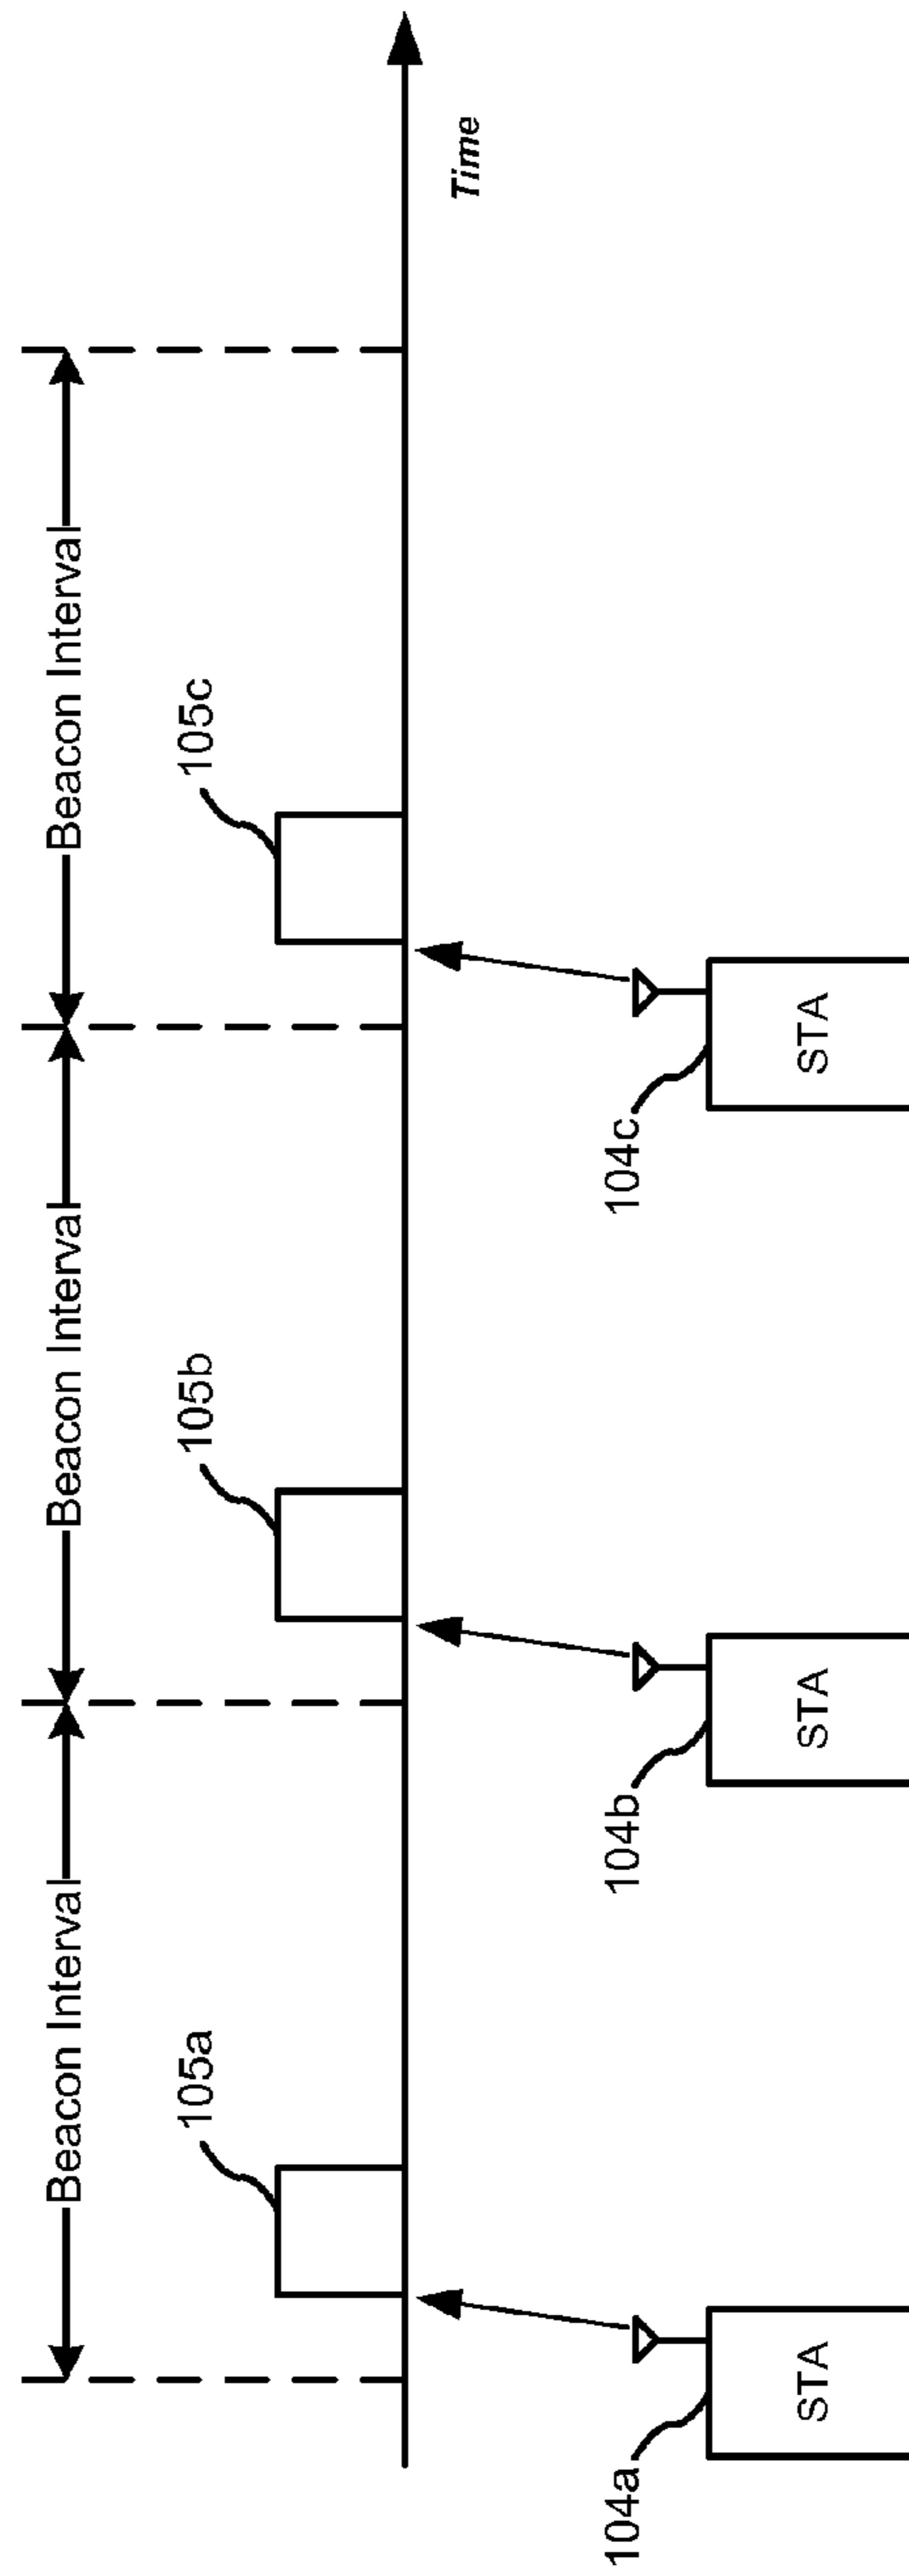 Beacon Interval
Beacon Interval
Beacon Interval
105a
105b
105c
Time
104a
104b
104c
STA
STA
STA